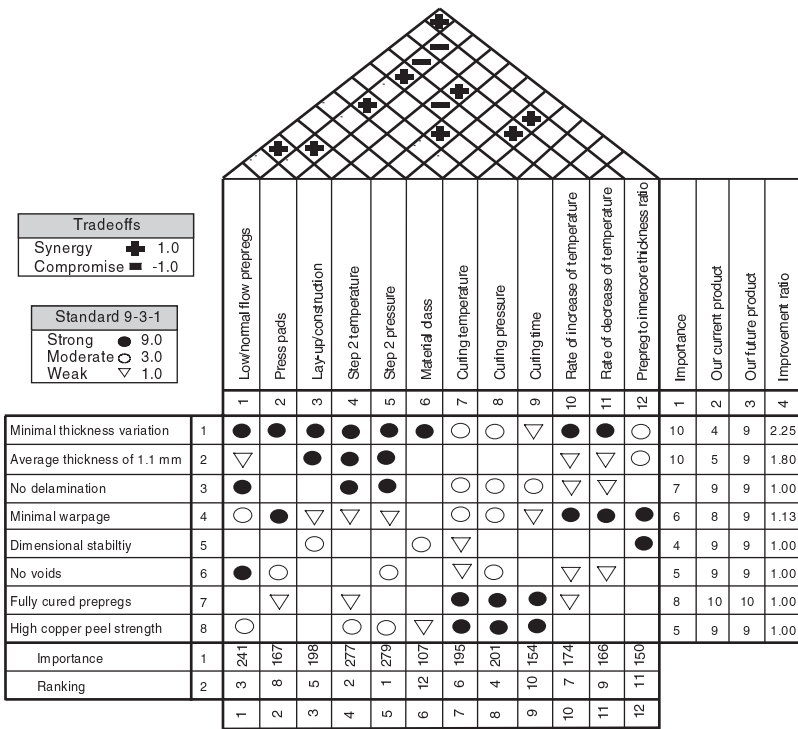 Tradeoffs
Synergy 1.0
Compromise -1.0
Standard 9-3-1
Strong 9.0
Moderate 3.0
Weak 1.0
Low/normal flow prepregs
Press pads
Lay-up/construction
Step 2 temperature
Step 2 pressure
Material class
Curing temperature
Curing pressure
Curing time
Rate of increase of temperature
Rate of decrease of temperature
Prepreg to innercore thickness ratio
Importance
Our current product
Our future product
Improvement ratio
1 2 3 4 5 6 7 8 9 10 11 12 1 2 3 4
Minimal thickness variation 1 10 4 9 2.25
Average thickness of 1.1 mm 2 10 5 9 1.80
No delamination 3 7 9 9 1.00
Minimal warpage 4 6 8 9 1.13
Dimensional stabiltiy 5 4 9 9 1.00
No voids 6 5 9 9 1.00
Fully cured prepregs 7 8 10 10 1.00
High copper peel strength 8 5 9 9 1.00
Importance 1 241 167 198 277 279 107 195 201 154 174 166 150
Ranking 2 3 8 5 2 1 12 6 4 10 7 9 11
1 2 3 4 5 6 7 8 9 10 11 12